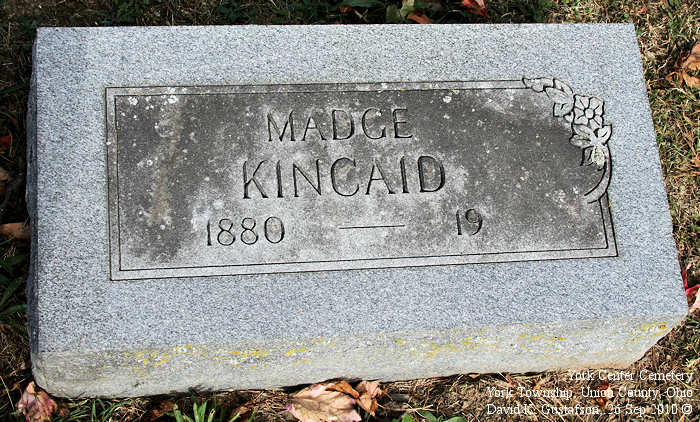 MADGE
KINCAID
1880 — 19
York Center Cemetery
York Township, Union County, Ohio
David K. Gustafson, 26 Sep 2010 ©